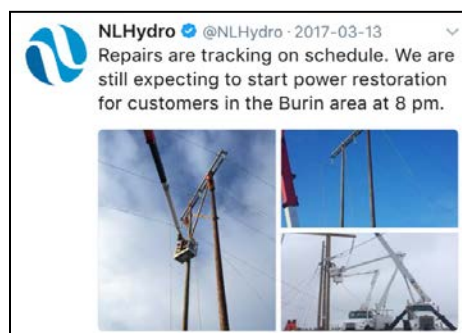 NLHydro @NLHydro · 2017-03-13
Repairs are tracking on schedule. We are
still expecting to start power restoration
for customers in the Burin area at 8 pm.